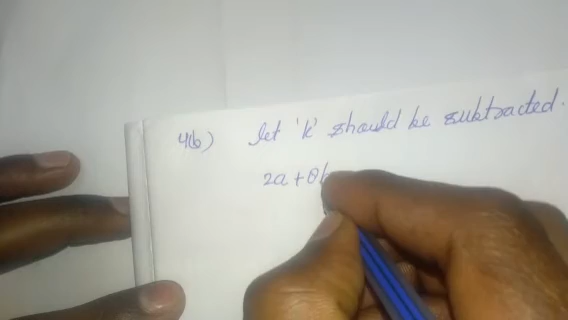 4(b) let 'k' should be subtracted.
2a + 8b